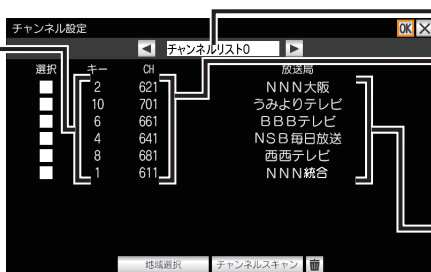 チャンネル設定 OK
チャンネルリスト0
選択 キー CH 放送局
2 621 NNN大阪
10 701 うみよりテレビ
6 661 BBBテレビ
4 641 NSB毎日放送
8 681 西西テレビ
1 611 NNN統合
地域選択 チャンネルスキャン